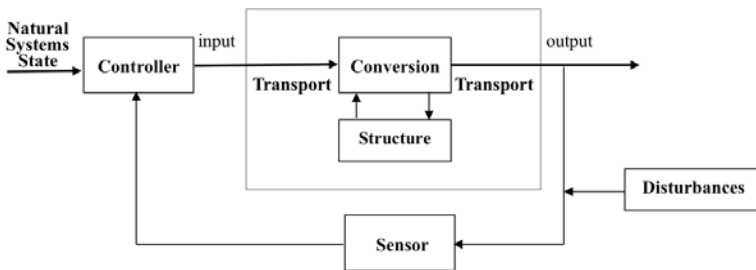 Natural
Systems
State
Controller
input
Transport
Conversion
Transport
output
Structure
Disturbances
Sensor